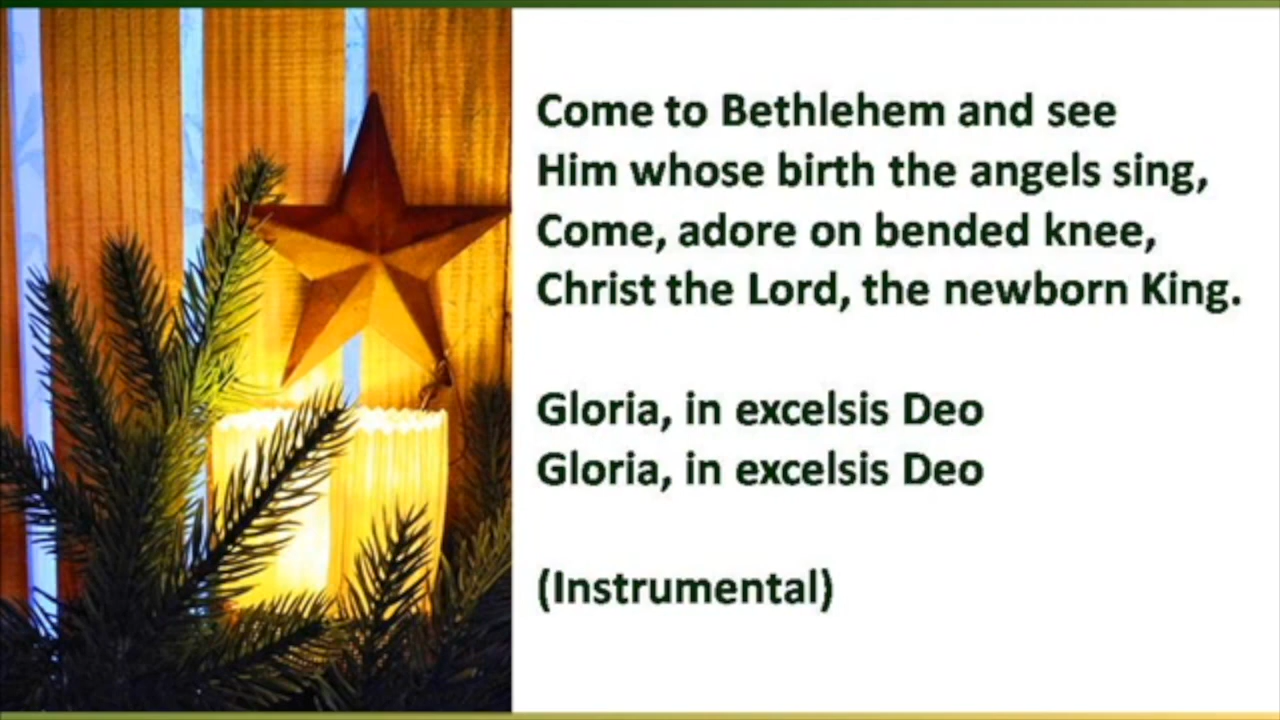 Come to Bethlehem and see
Him whose birth the angels sing,
Come, adore on bended knee,
Christ the Lord, the newborn King.
Gloria, in excelsis Deo
Gloria, in excelsis Deo
(Instrumental)